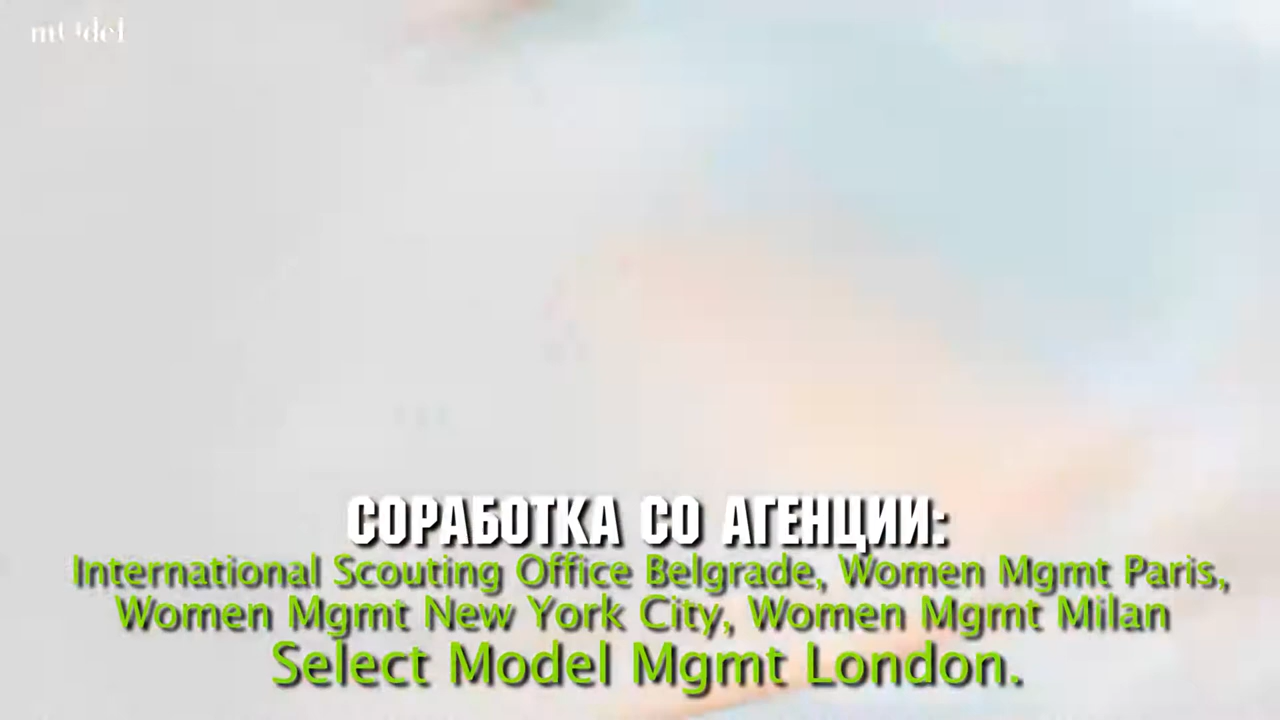 model
СОРАБОТКА СО АГЕНЦИИ:
International Scouting Office Belgrade, Women Mgmt Paris,
Women Mgmt New York City, Women Mgmt Milan
Select Model Mgmt London.